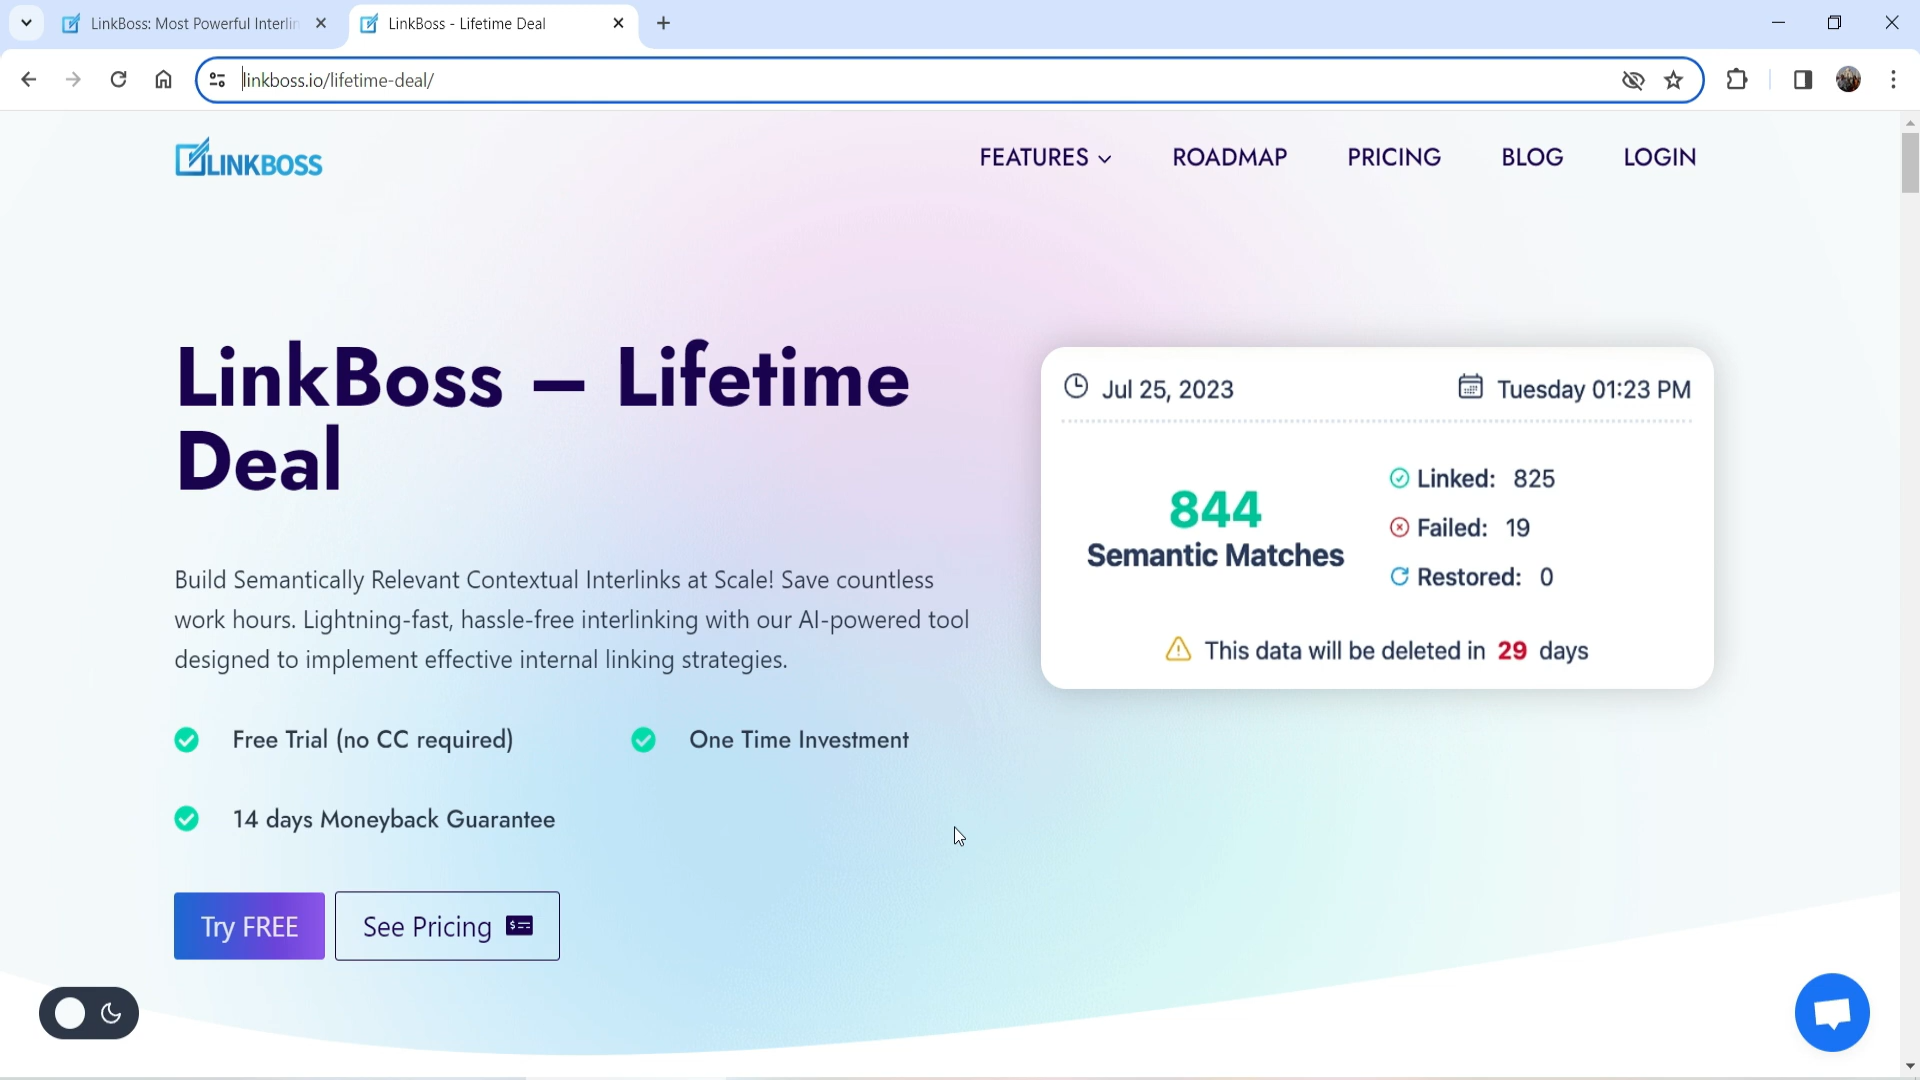 LinkBoss: Most Powerful Interlin
LinkBoss - Lifetime Deal
linkboss.io/lifetime-deal/
LINKBOSS
FEATURES
ROADMAP
PRICING
BLOG
LOGIN
LinkBoss – Lifetime
Deal
Build Semantically Relevant Contextual Interlinks at Scale! Save countless
work hours. Lightning-fast, hassle-free interlinking with our AI-powered tool
designed to implement effective internal linking strategies.
Free Trial (no CC required)
One Time Investment
14 days Moneyback Guarantee
Try FREE
See Pricing
Jul 25, 2023
Tuesday 01:23 PM
844
Semantic Matches
Linked: 825
Failed: 19
Restored: 0
This data will be deleted in 29 days